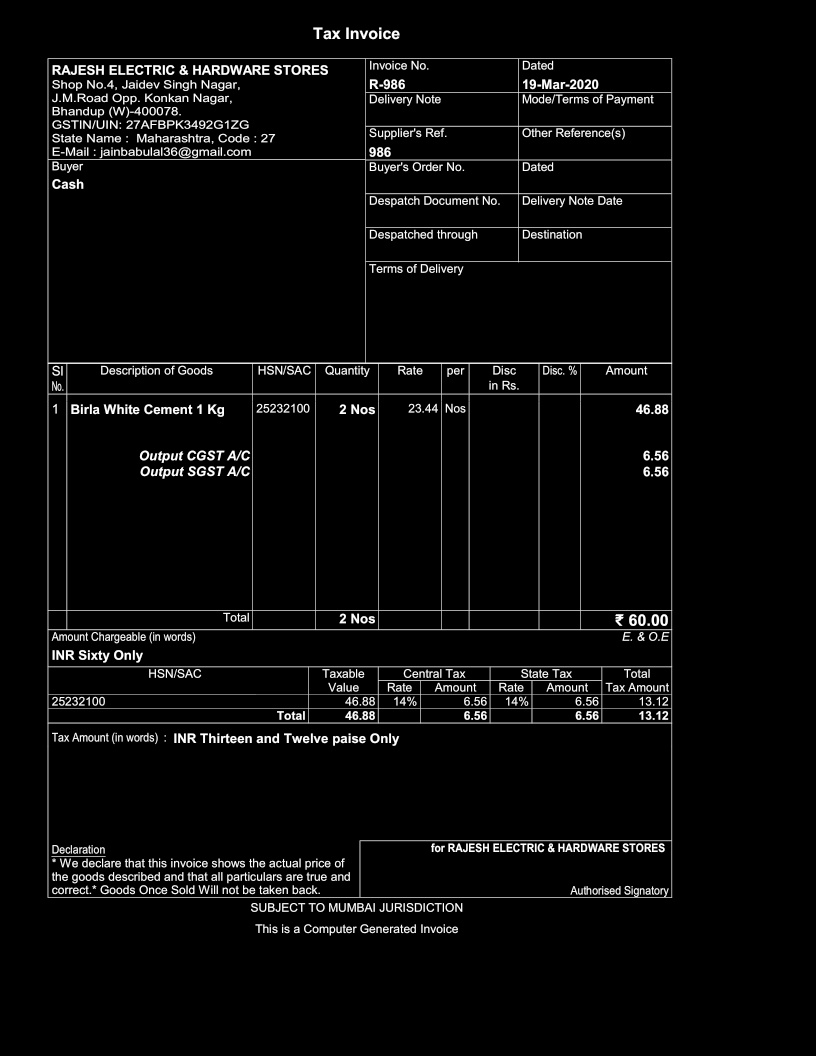 Tax Invoice
RAJESH ELECTRIC & HARDWARE STORES
Shop No.4, Jaidev Singh Nagar,
J.M.Road Opp. Konkan Nagar,
Bhandup (W)-400078.
GSTIN/UIN: 27AFBPK3492G1ZG
State Name : Maharashtra, Code : 27
E-Mail : jainbabulal36@gmail.com
Buyer
Cash
Invoice No. Dated
R-986 19-Mar-2020
Delivery Note Mode/Terms of Payment
Supplier's Ref. Other Reference(s)
986
Buyer's Order No. Dated
Despatch Document No. Delivery Note Date
Despatched through Destination
Terms of Delivery
Sl Description of Goods HSN/SAC Quantity Rate per Disc Disc. % Amount
No. in Rs.
1 Birla White Cement 1 Kg 25232100 2 Nos 23.44 Nos 46.88
Output CGST A/C 6.56
Output SGST A/C 6.56
Total 2 Nos ₹ 60.00
Amount Chargeable (in words) E. & O.E
INR Sixty Only
HSN/SAC Taxable Central Tax State Tax Total
Value Rate Amount Rate Amount Tax Amount
25232100 46.88 14% 6.56 14% 6.56 13.12
Total 46.88 6.56 6.56 13.12
Tax Amount (in words) : INR Thirteen and Twelve paise Only
Declaration
* We declare that this invoice shows the actual price of
the goods described and that all particulars are true and
correct.* Goods Once Sold Will not be taken back.
for RAJESH ELECTRIC & HARDWARE STORES
Authorised Signatory
SUBJECT TO MUMBAI JURISDICTION
This is a Computer Generated Invoice